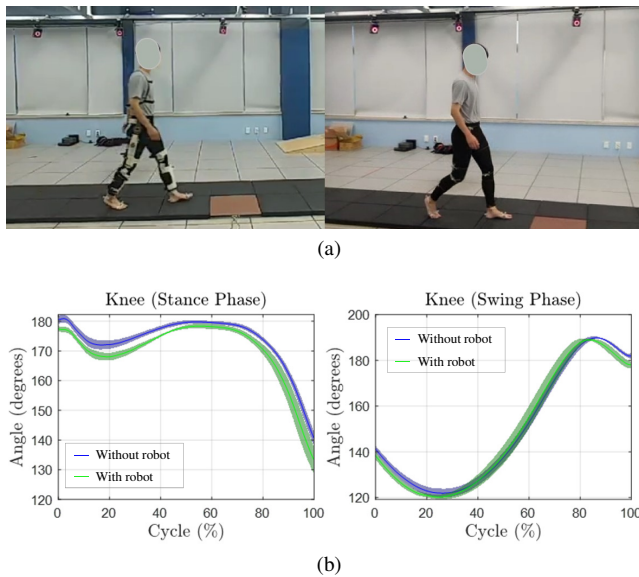 (a)
Knee (Stance Phase)
180
170
160
150
140
130
120
0
20
40
60
80
100
Angle (degrees)
Cycle (%)
Without robot
With robot
Knee (Swing Phase)
200
180
160
140
120
0
20
40
60
80
100
Angle (degrees)
Cycle (%)
Without robot
With robot
(b)